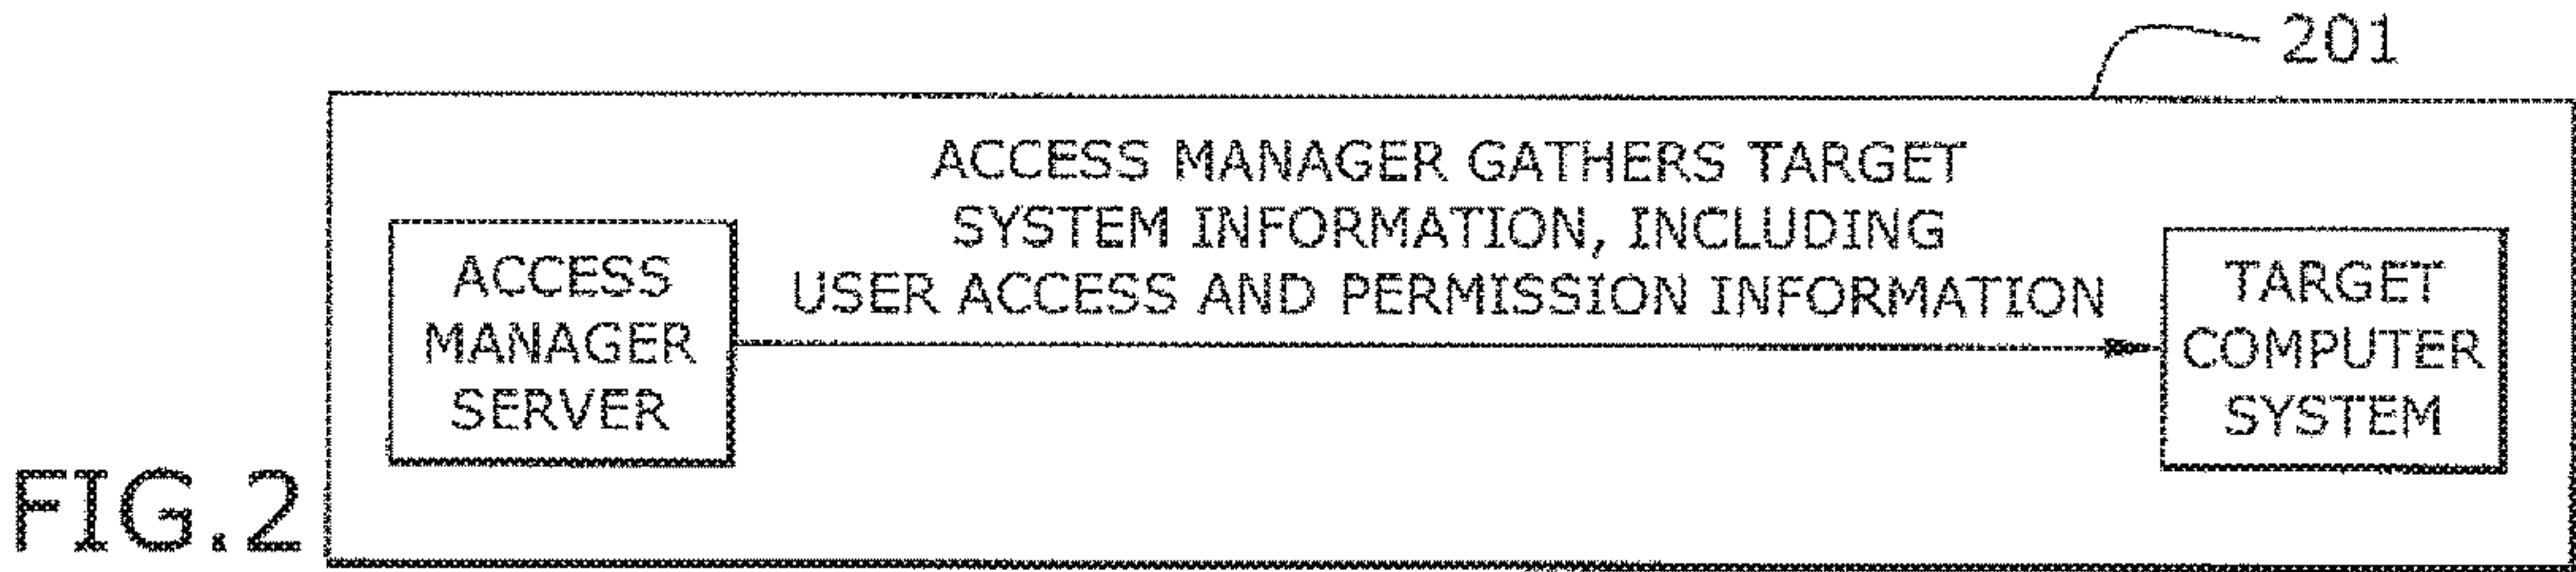 201
ACCESS MANAGER GATHERS TARGET
SYSTEM INFORMATION, INCLUDING
USER ACCESS AND PERMISSION INFORMATION
ACCESS
MANAGER
SERVER
TARGET
COMPUTER
SYSTEM
FIG.2